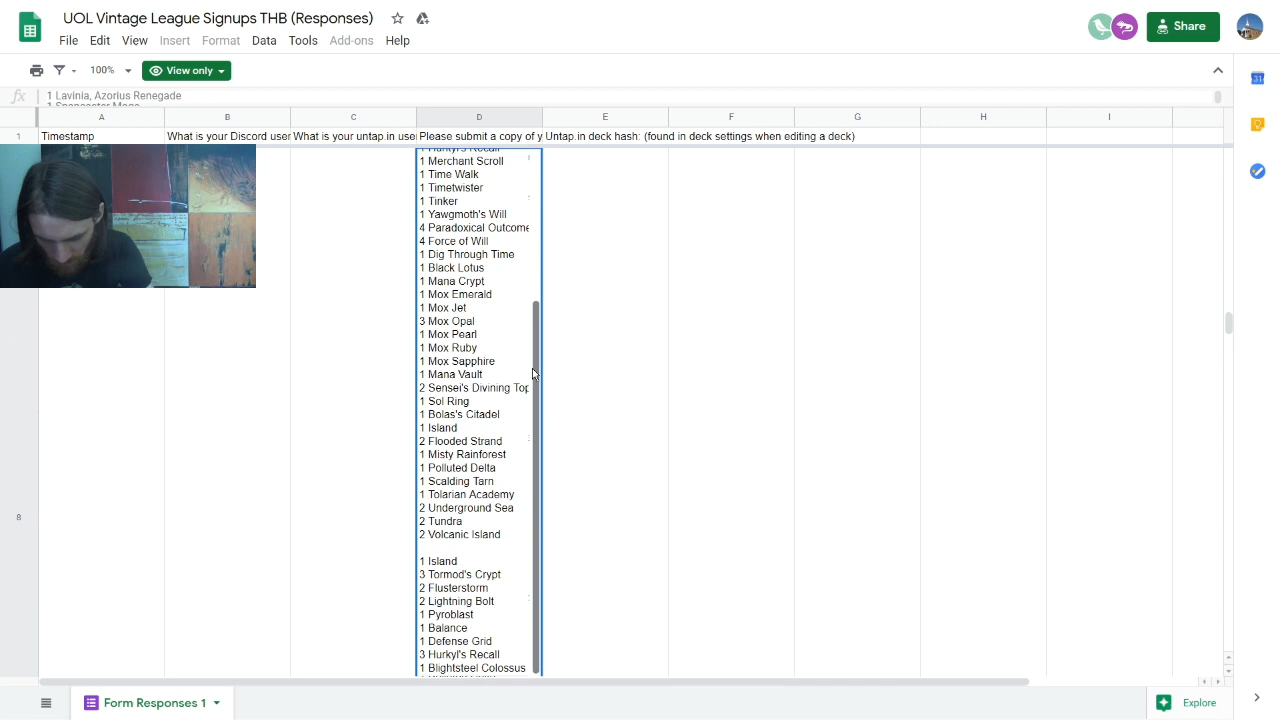 UOL Vintage League Signups THB (Responses)
File Edit View Insert Format Data Tools Add-ons Help
Share
100% View only
fx 1 Lavinia, Azorius Renegade
A B C D E F G H I
1 Timestamp What is your Discord user What is your untap.in user Please submit a copy of y Untap.in deck hash: (found in deck settings when editing a deck)
1 Hurkyl's Recall
1 Merchant Scroll
1 Time Walk
1 Timetwister
1 Tinker
1 Yawgmoth's Will
4 Paradoxical Outcome
4 Force of Will
1 Dig Through Time
1 Black Lotus
1 Mana Crypt
1 Mox Emerald
1 Mox Jet
3 Mox Opal
1 Mox Pearl
1 Mox Ruby
1 Mox Sapphire
1 Mana Vault
2 Sensei's Divining Top
1 Sol Ring
1 Bolas's Citadel
1 Island
2 Flooded Strand
1 Misty Rainforest
1 Polluted Delta
1 Scalding Tarn
1 Tolarian Academy
2 Underground Sea
8
2 Tundra
2 Volcanic Island
1 Island
3 Tormod's Crypt
2 Flusterstorm
2 Lightning Bolt
1 Pyroblast
1 Balance
1 Defense Grid
3 Hurkyl's Recall
1 Blightsteel Colossus
Form Responses 1
Explore